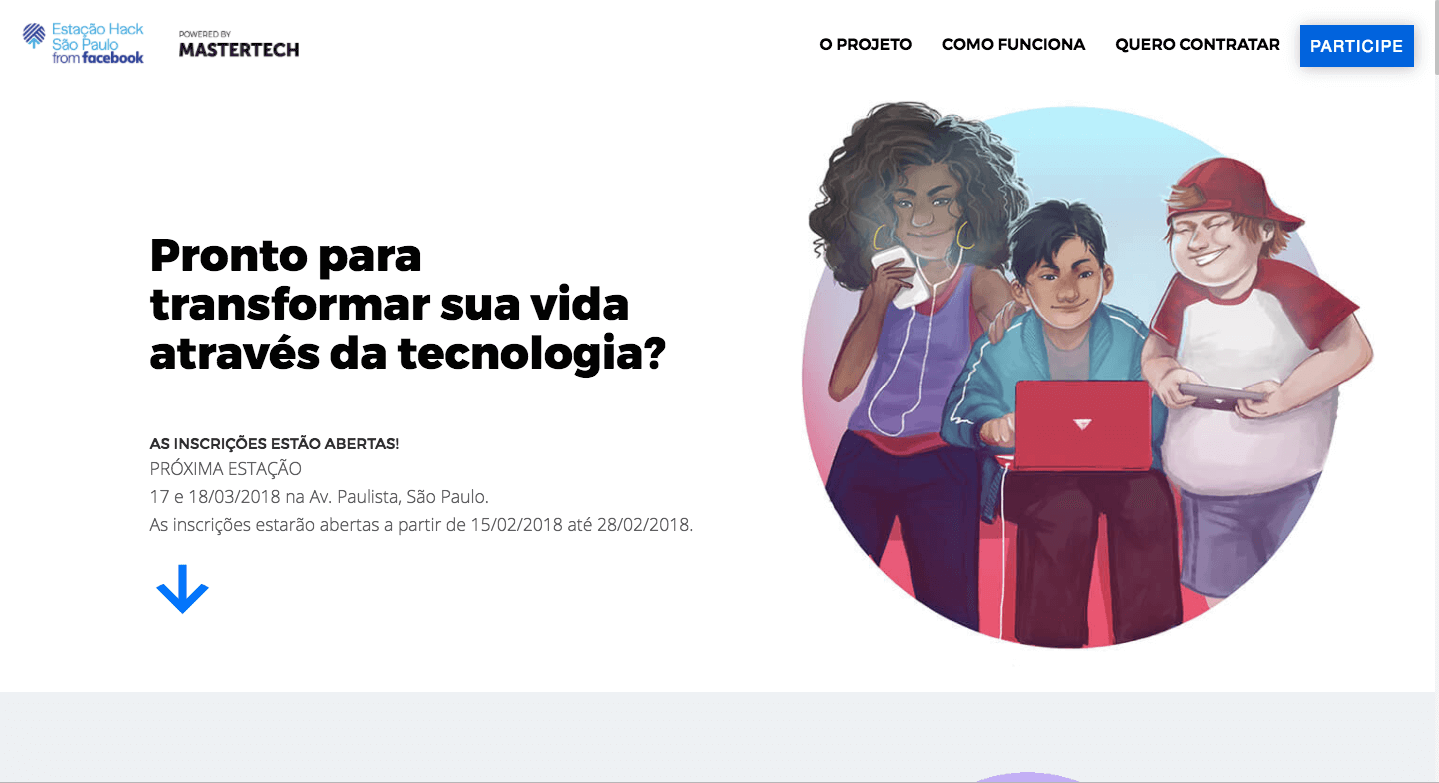 Estação Hack
São Paulo
from facebook
POWERED BY
MASTERTECH
O PROJETO
COMO FUNCIONA
QUERO CONTRATAR
PARTICIPE
Pronto para
transformar sua vida
através da tecnologia?
AS INSCRIÇÕES ESTÃO ABERTAS!
PRÓXIMA ESTAÇÃO
17 e 18/03/2018 na Av. Paulista, São Paulo.
As inscrições estarão abertas a partir de 15/02/2018 até 28/02/2018.